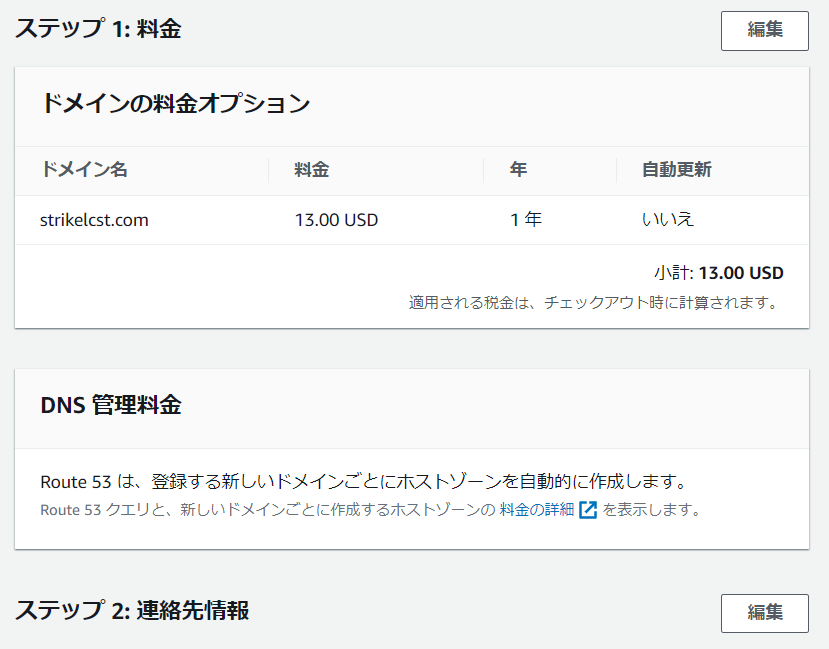 ステップ 1: 料金
編集
ドメインの料金オプション
ドメイン名 料金 年 自動更新
strikelcst.com 13.00 USD 1 年 いいえ
小計: 13.00 USD
適用される税金は、チェックアウト時に計算されます。
DNS 管理料金
Route 53 は、登録する新しいドメインごとにホストゾーンを自動的に作成します。
Route 53 クエリと、新しいドメインごとに作成するホストゾーンの 料金の詳細 を表示します。
ステップ 2: 連絡先情報
編集